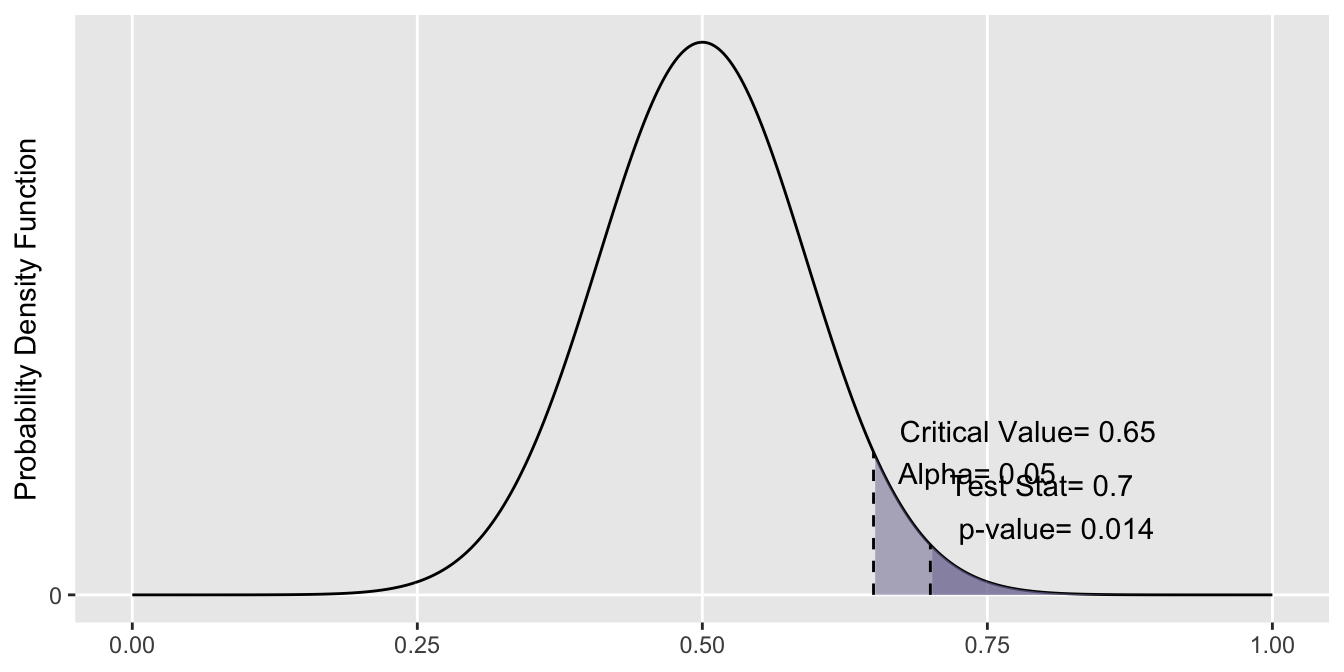 Probability Density Function
Critical Value= 0.65
Alpha= 0.05
Test Stat= 0.7
p-value= 0.014
0
0.00
0.25
0.50
0.75
1.00